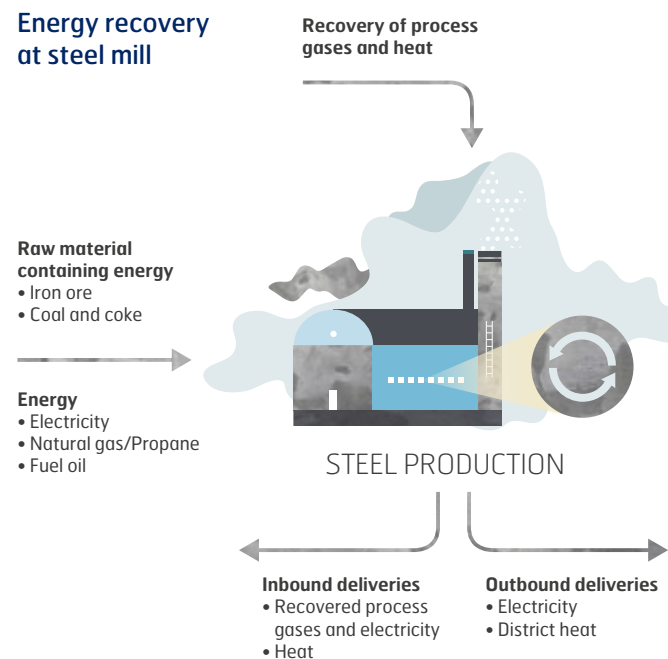 Energy recovery
at steel mill
Recovery of process
gases and heat
Raw material
containing energy
• Iron ore
• Coal and coke
Energy
• Electricity
• Natural gas/Propane
• Fuel oil
STEEL PRODUCTION
Inbound deliveries
• Recovered process
gases and electricity
• Heat
Outbound deliveries
• Electricity
• District heat